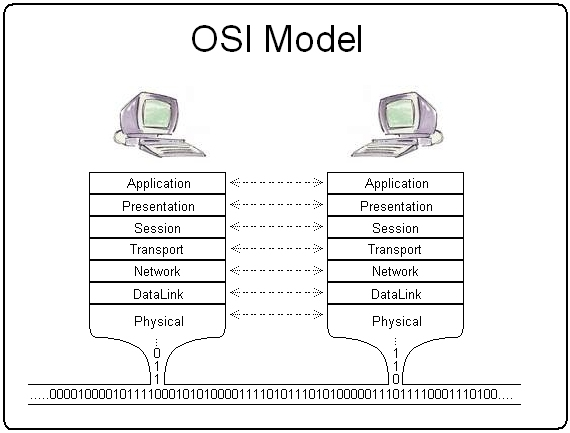 OSI Model
Application Application
Presentation Presentation
Session Session
Transport Transport
Network Network
DataLink DataLink
Physical Physical
0 1
1 1
1 0
.....000010000101111000101010000111101011101010100000111011110001110100....